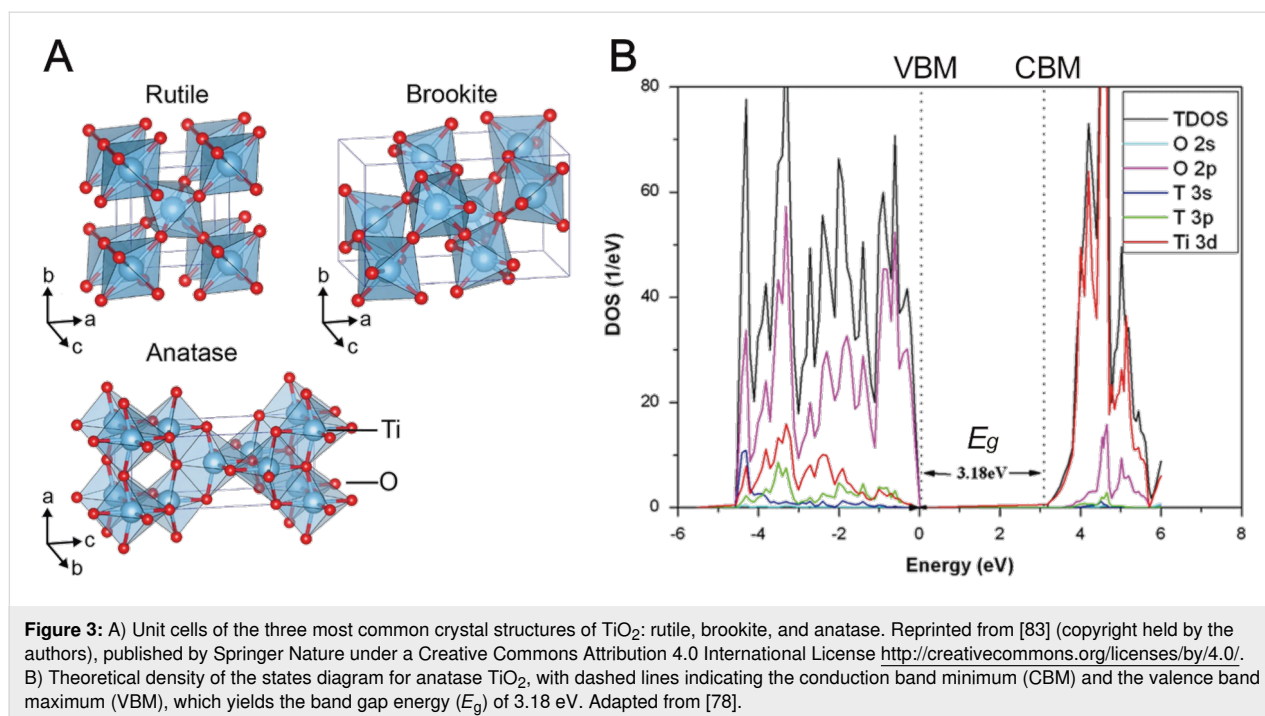 A
Rutile
Brookite
b
a
c
b
a
c
Anatase
Ti
O
a
c
b
B
VBM CBM
80
60
40
20
0
DOS (1/eV)
TDOS
O 2s
O 2p
T 3s
T 3p
Ti 3d
Eg
3.18eV
-6 -4 -2 0 2 4 6 8
Energy (eV)
Figure 3: A) Unit cells of the three most common crystal structures of TiO2: rutile, brookite, and anatase. Reprinted from [83] (copyright held by the
authors), published by Springer Nature under a Creative Commons Attribution 4.0 International License http://creativecommons.org/licenses/by/4.0/.
B) Theoretical density of the states diagram for anatase TiO2, with dashed lines indicating the conduction band minimum (CBM) and the valence band
maximum (VBM), which yields the band gap energy (Eg) of 3.18 eV. Adapted from [78].